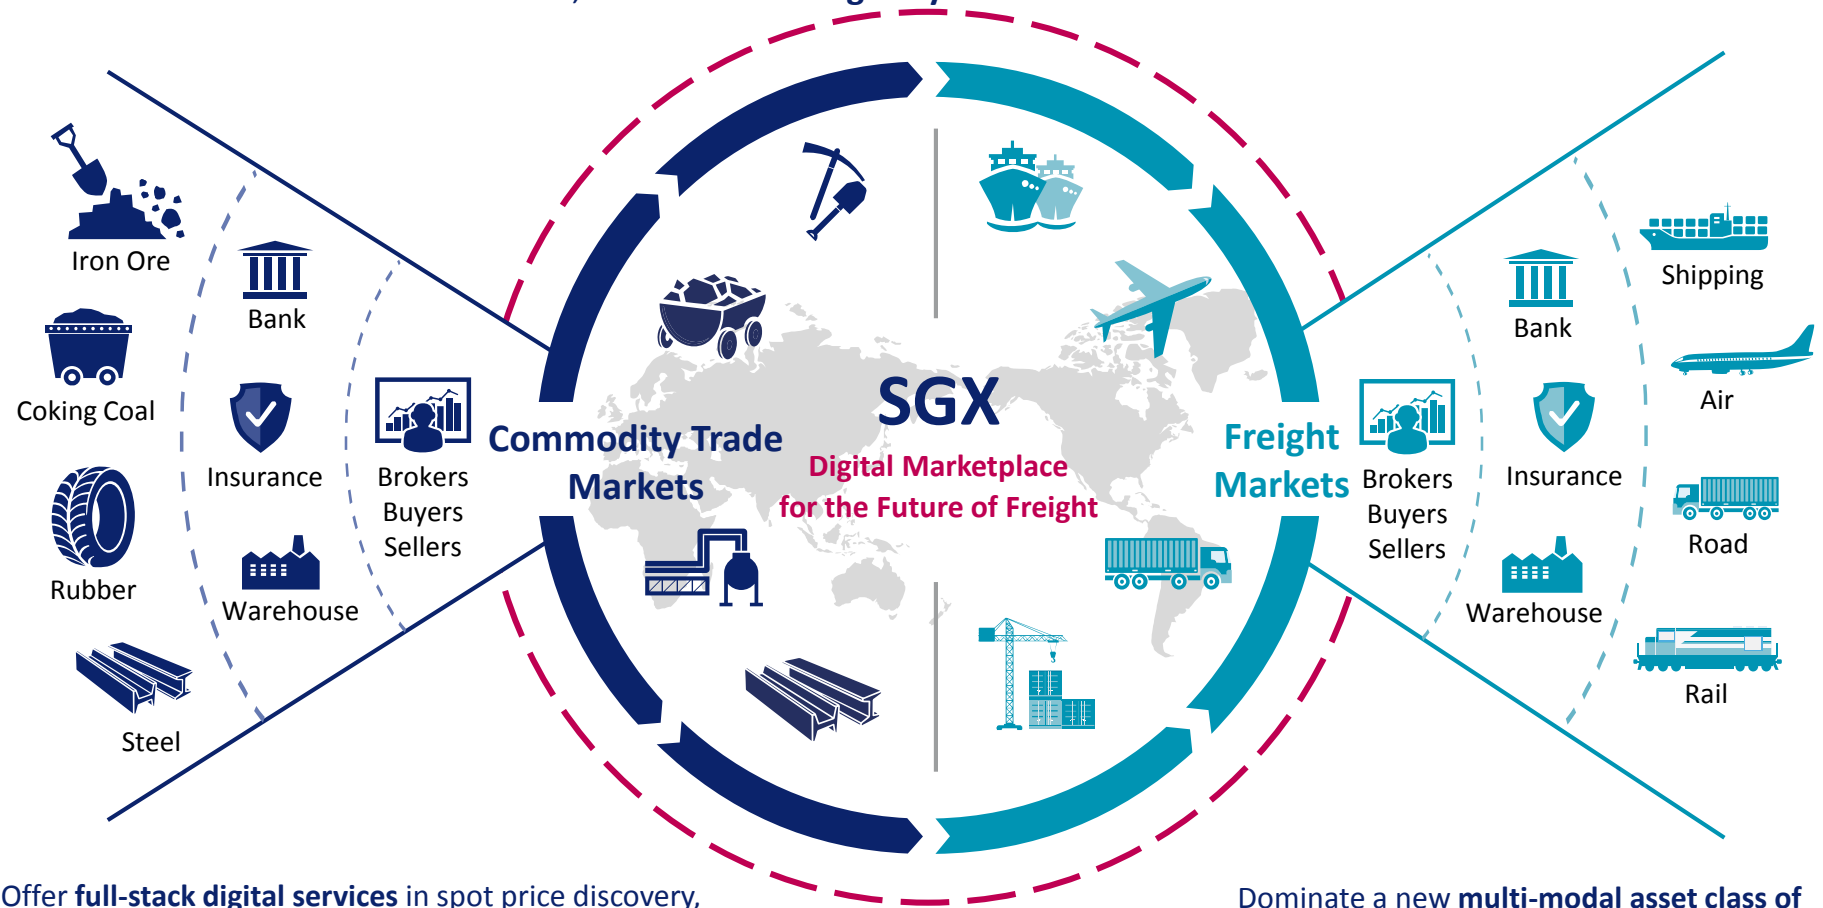 Iron Ore
Coking Coal
Rubber
Steel
Bank
Insurance
Warehouse
Brokers
Buyers
Sellers
Commodity Trade
Markets
SGX
Digital Marketplace
for the Future of Freight
Freight
Markets
Brokers
Buyers
Sellers
Bank
Insurance
Warehouse
Shipping
Air
Road
Rail
Offer full-stack digital services in spot price discovery,
Dominate a new multi-modal asset class of